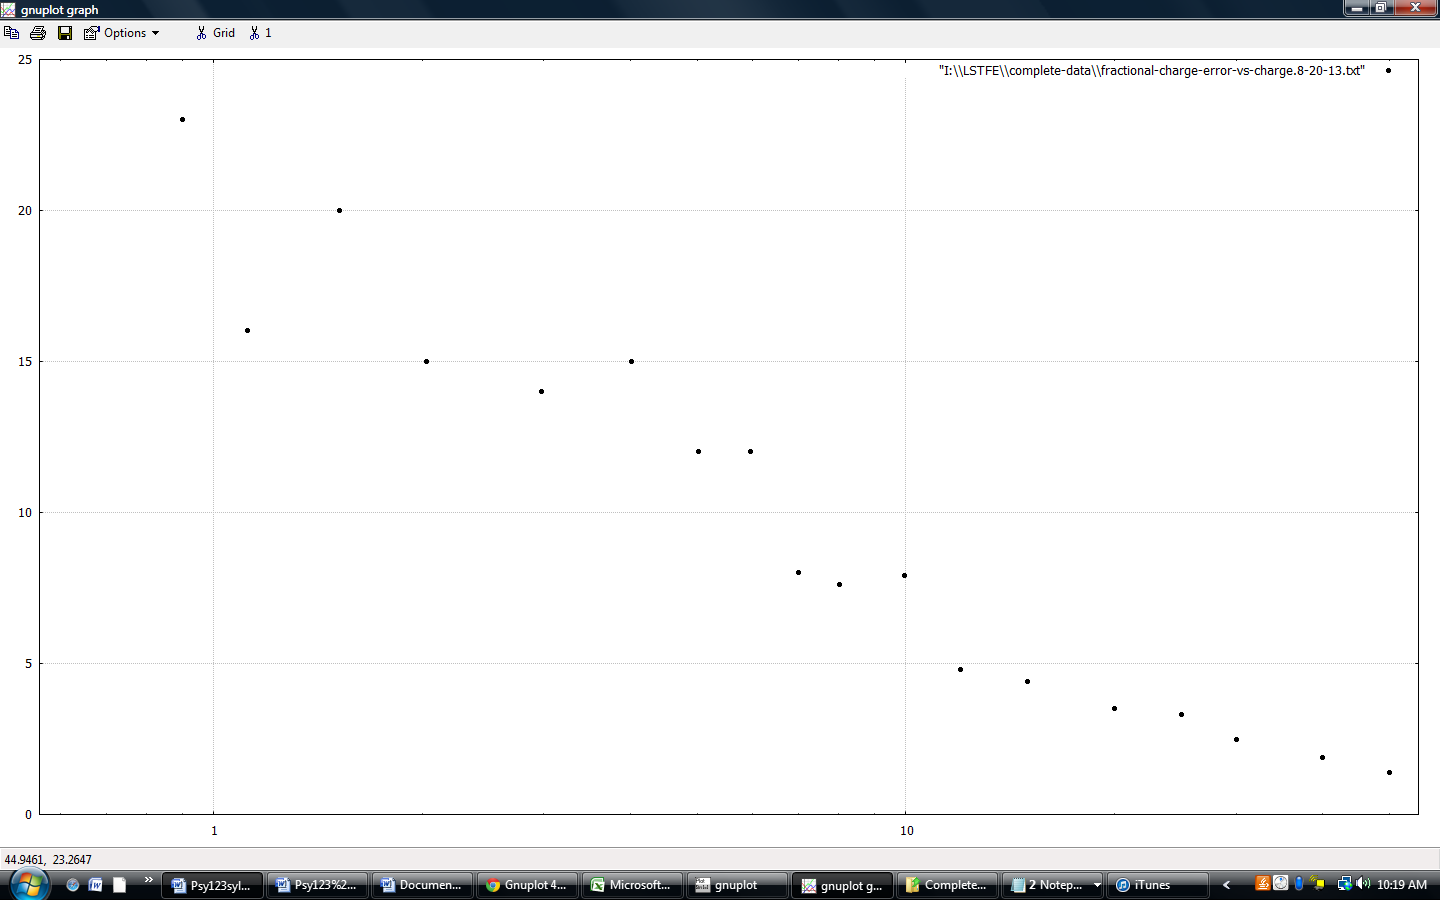 gnuplot graph
Options Grid 1
25
"I:\\LSTFE\\complete-data\\fractional-charge-error-vs-charge.8-20-13.txt"
20
15
10
5
0
1 10
44.9461, 23.2647
Psy123syl... Psy123%2... Documen... Gnuplot 4... Microsoft... gnuplot gnuplot g... Complete... 2 Notep... iTunes 10:19 AM